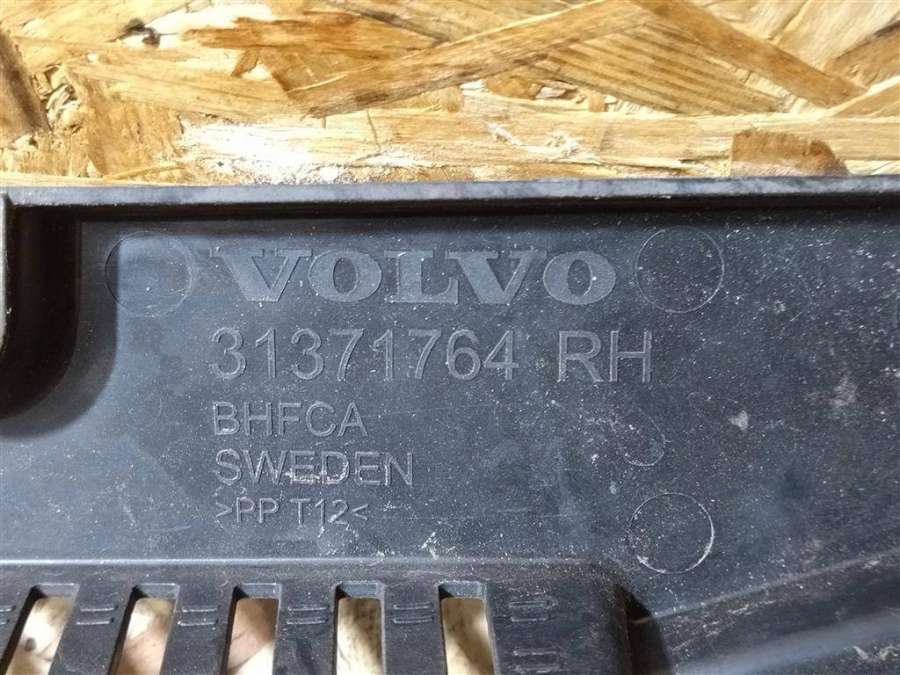 VOLVO
31371764 RH
BHFCA
SWEDEN
>PP T12<